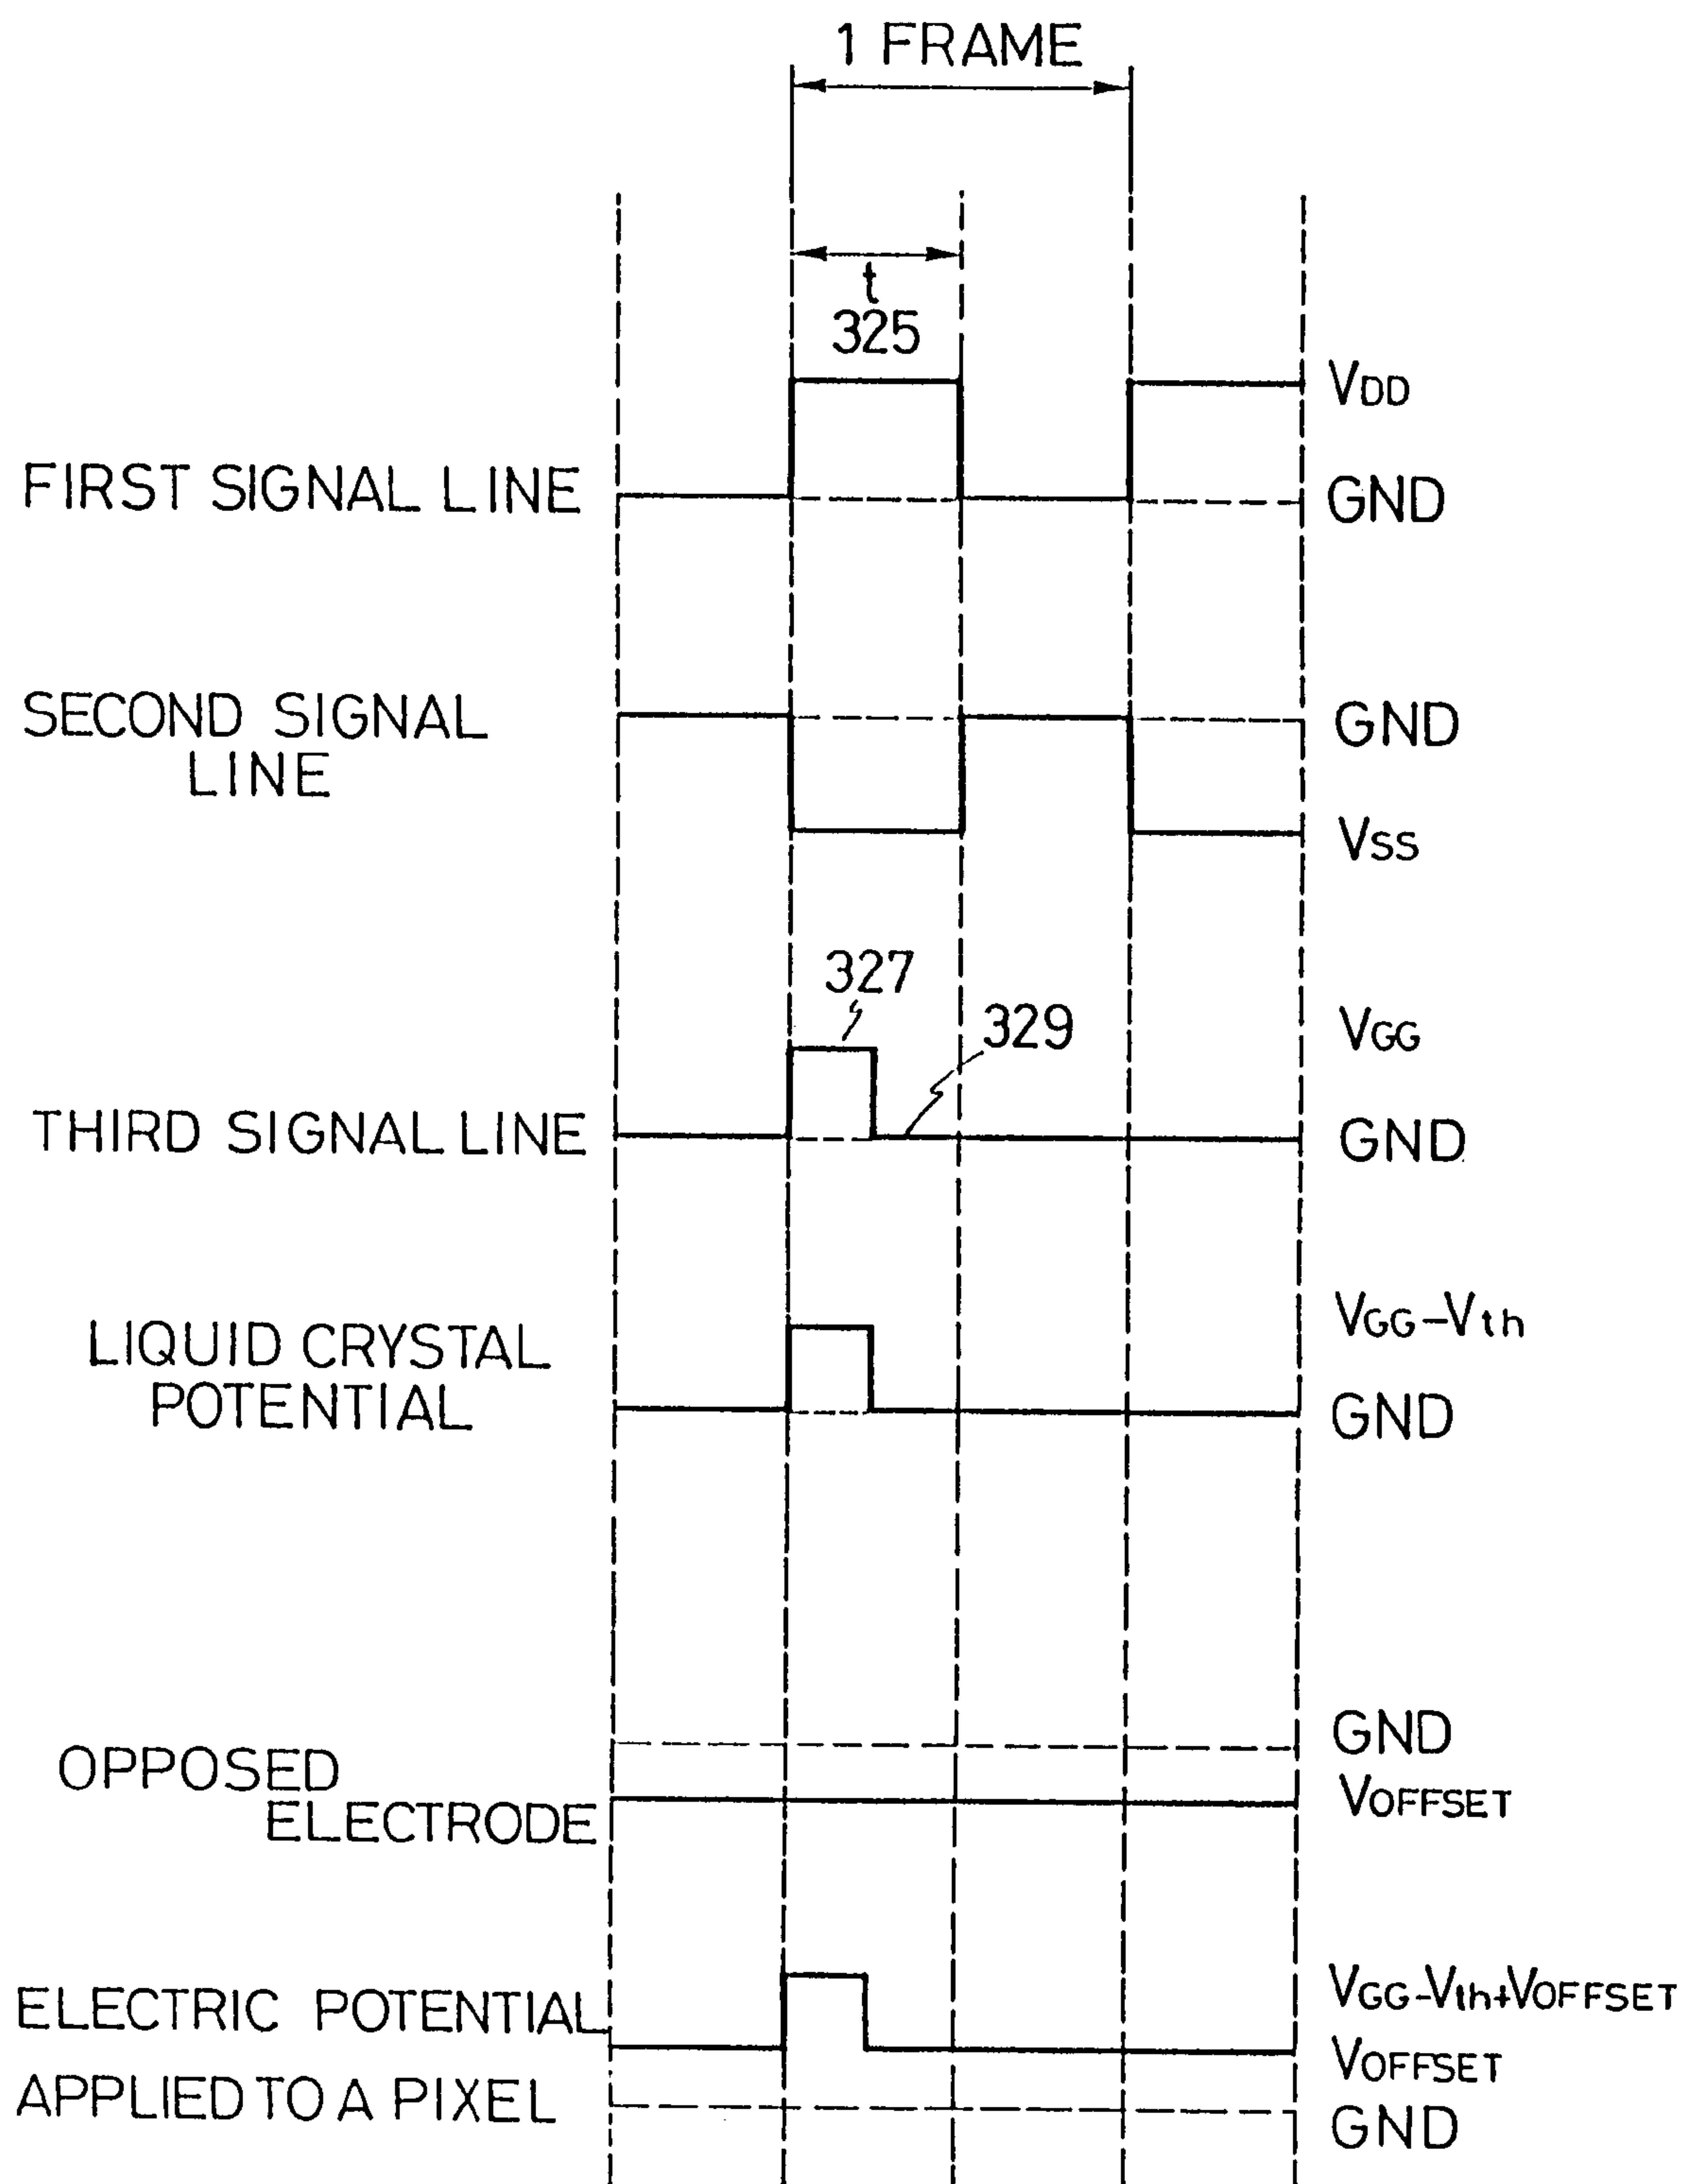 1 FRAME
t
325
VDD
FIRST SIGNAL LINE
GND
SECOND SIGNAL
LINE
GND
VSS
327
329
VGG
THIRD SIGNAL LINE
GND
LIQUID CRYSTAL
POTENTIAL
VGG-Vth
GND
OPPOSED
ELECTRODE
GND
VOFFSET
ELECTRIC POTENTIAL
APPLIED TO A PIXEL
VGG-Vth+VOFFSET
VOFFSET
GND